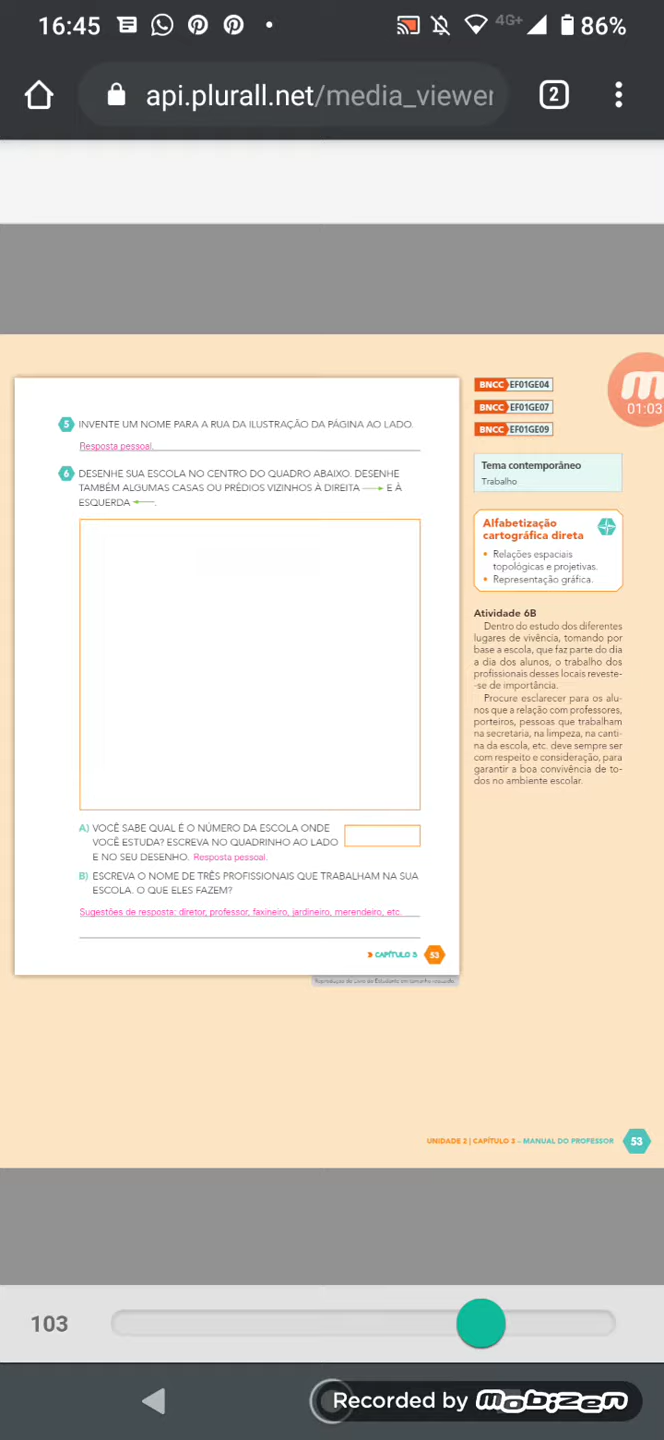 16:45
4G+
86%
api.plurall.net/media_viewer
2
01:03
5 INVENTE UM NOME PARA A RUA DA ILUSTRAÇÃO DA PÁGINA AO LADO.
Resposta pessoal.
6 DESENHE SUA ESCOLA NO CENTRO DO QUADRO ABAIXO. DESENHE
TAMBÉM ALGUMAS CASAS OU PRÉDIOS VIZINHOS À DIREITA E À
ESQUERDA .
A) VOCÊ SABE QUAL É O NÚMERO DA ESCOLA ONDE
VOCÊ ESTUDA? ESCREVA NO QUADRINHO AO LADO
E NO SEU DESENHO. Resposta pessoal.
B) ESCREVA O NOME DE TRÊS PROFISSIONAIS QUE TRABALHAM NA SUA
ESCOLA. O QUE ELES FAZEM?
Sugestões de resposta: diretor, professor, faxineiro, jardineiro, merendeiro, etc.
CAPÍTULO 3 53
Reprodução do Livro do Estudante em tamanho reduzido.
BNCC EF01GE04
BNCC EF01GE07
BNCC EF01GE09
Tema contemporâneo
Trabalho
Alfabetização
cartográfica direta
• Relações espaciais
topológicas e projetivas.
• Representação gráfica.
Atividade 6B
Dentro do estudo dos diferentes
lugares de vivência, tomando por
base a escola, que faz parte do dia
a dia dos alunos, o trabalho dos
profissionais desses locais reveste-
-se de importância.
Procure esclarecer para os alu-
nos que a relação com professores,
porteiros, pessoas que trabalham
na secretaria, na limpeza, na canti-
na da escola, etc. deve sempre ser
com respeito e consideração, para
garantir a boa convivência de to-
dos no ambiente escolar.
UNIDADE 2 | CAPÍTULO 3 – MANUAL DO PROFESSOR 53
103
Recorded by mobizen